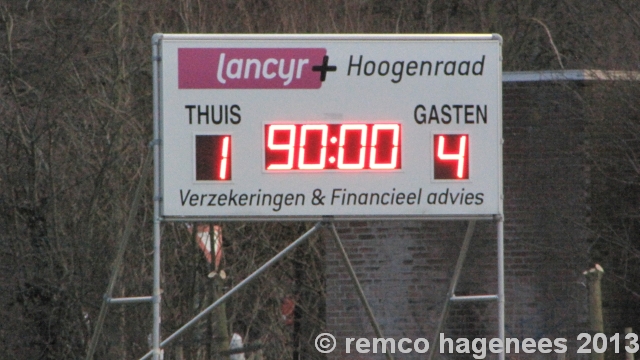 lancyr+ Hoogenraad
THUIS GASTEN
1 90:00 4
Verzekeringen & Financieel advies
© remco hagenees 2013